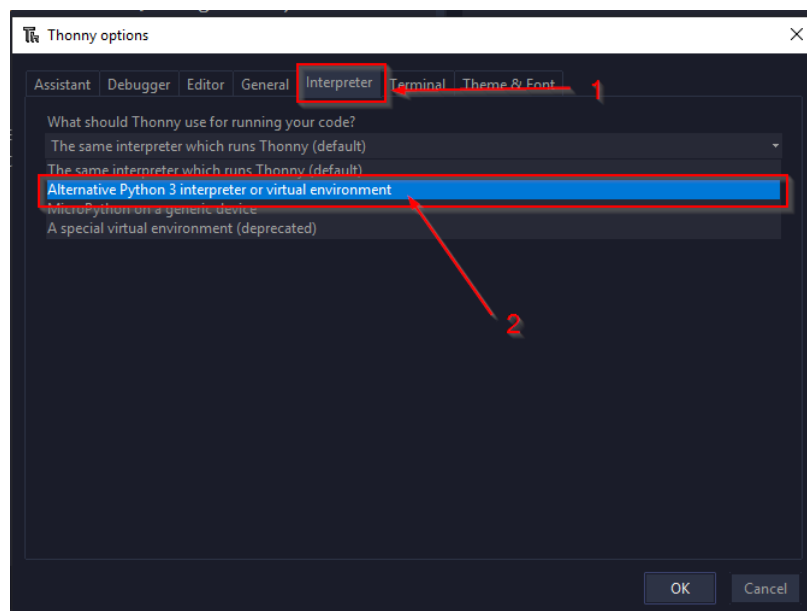 Thonny options
Assistant Debugger Editor General Interpreter Terminal Theme & Font
1
What should Thonny use for running your code?
The same interpreter which runs Thonny (default)
The same interpreter which runs Thonny (default)
Alternative Python 3 interpreter or virtual environment
MicroPython on a generic device
A special virtual environment (deprecated)
2
OK Cancel